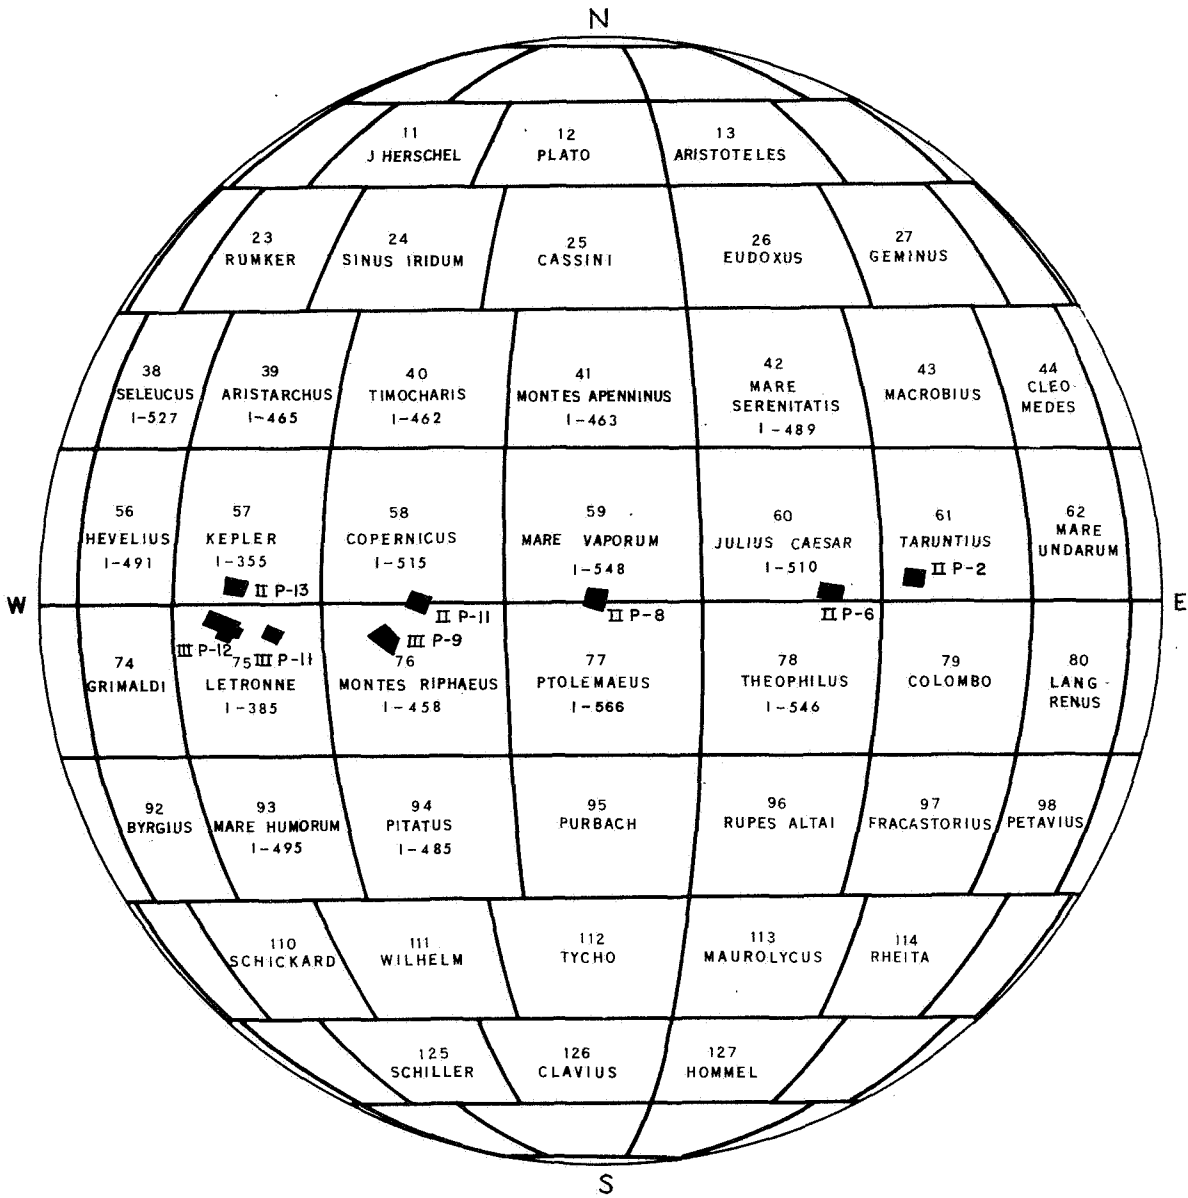 N
11
J HERSCHEL
12
PLATO
13
ARISTOTELES
23
RUMKER
24
SINUS IRIDUM
25
CASSINI
26
EUDOXUS
27
GEMINUS
38
SELEUCUS
I-527
39
ARISTARCHUS
I-465
40
TIMOCHARIS
I-462
41
MONTES APENNINUS
I-463
42
MARE
SERENITATIS
I-489
43
MACROBIUS
44
CLEO
MEDES
56
HEVELIUS
I-491
57
KEPLER
I-355
II P-13
58
COPERNICUS
I-515
II P-11
59
MARE VAPORUM
I-548
II P-8
60
JULIUS CAESAR
I-510
II P-6
61
TARUNTIUS
II P-2
62
MARE
UNDARUM
W
E
74
GRIMALDI
III P-12
III P-11
75
LETRONNE
I-385
III P-9
76
MONTES RIPHAEUS
I-458
77
PTOLEMAEUS
I-566
78
THEOPHILUS
I-546
79
COLOMBO
80
LANG-
RENUS
92
BYRGIUS
93
MARE HUMORUM
I-495
94
PITATUS
I-485
95
PURBACH
96
RUPES ALTAI
97
FRACASTORIUS
98
PETAVIUS
110
SCHICKARD
111
WILHELM
112
TYCHO
113
MAUROLYCUS
114
RHEITA
125
SCHILLER
126
CLAVIUS
127
HOMMEL
S